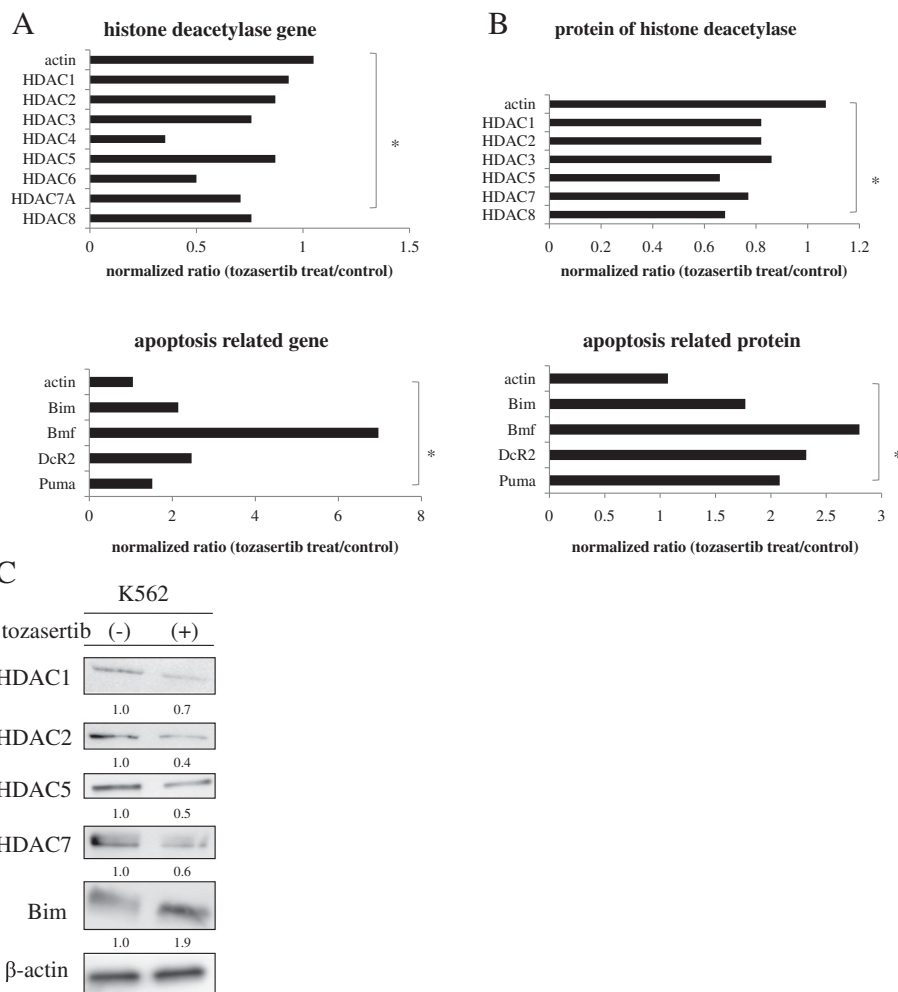 A
histone deacetylase gene
actin
HDAC1
HDAC2
HDAC3
HDAC4
HDAC5
HDAC6
HDAC7A
HDAC8
*
0 0.5 1 1.5
normalized ratio (tozasertib treat/control)
B
protein of histone deacetylase
actin
HDAC1
HDAC2
HDAC3
HDAC5
HDAC7
HDAC8
*
0 0.2 0.4 0.6 0.8 1 1.2
normalized ratio (tozasertib treat/control)
apoptosis related gene
actin
Bim
Bmf
DcR2
Puma
*
0 2 4 6 8
normalized ratio (tozasertib treat/control)
apoptosis related protein
actin
Bim
Bmf
DcR2
Puma
*
0 0.5 1 1.5 2 2.5 3
normalized ratio (tozasertib treat/control)
C
K562
tozasertib (-) (+)
HDAC1
1.0 0.7
HDAC2
1.0 0.4
HDAC5
1.0 0.5
HDAC7
1.0 0.6
Bim
1.0 1.9
β-actin